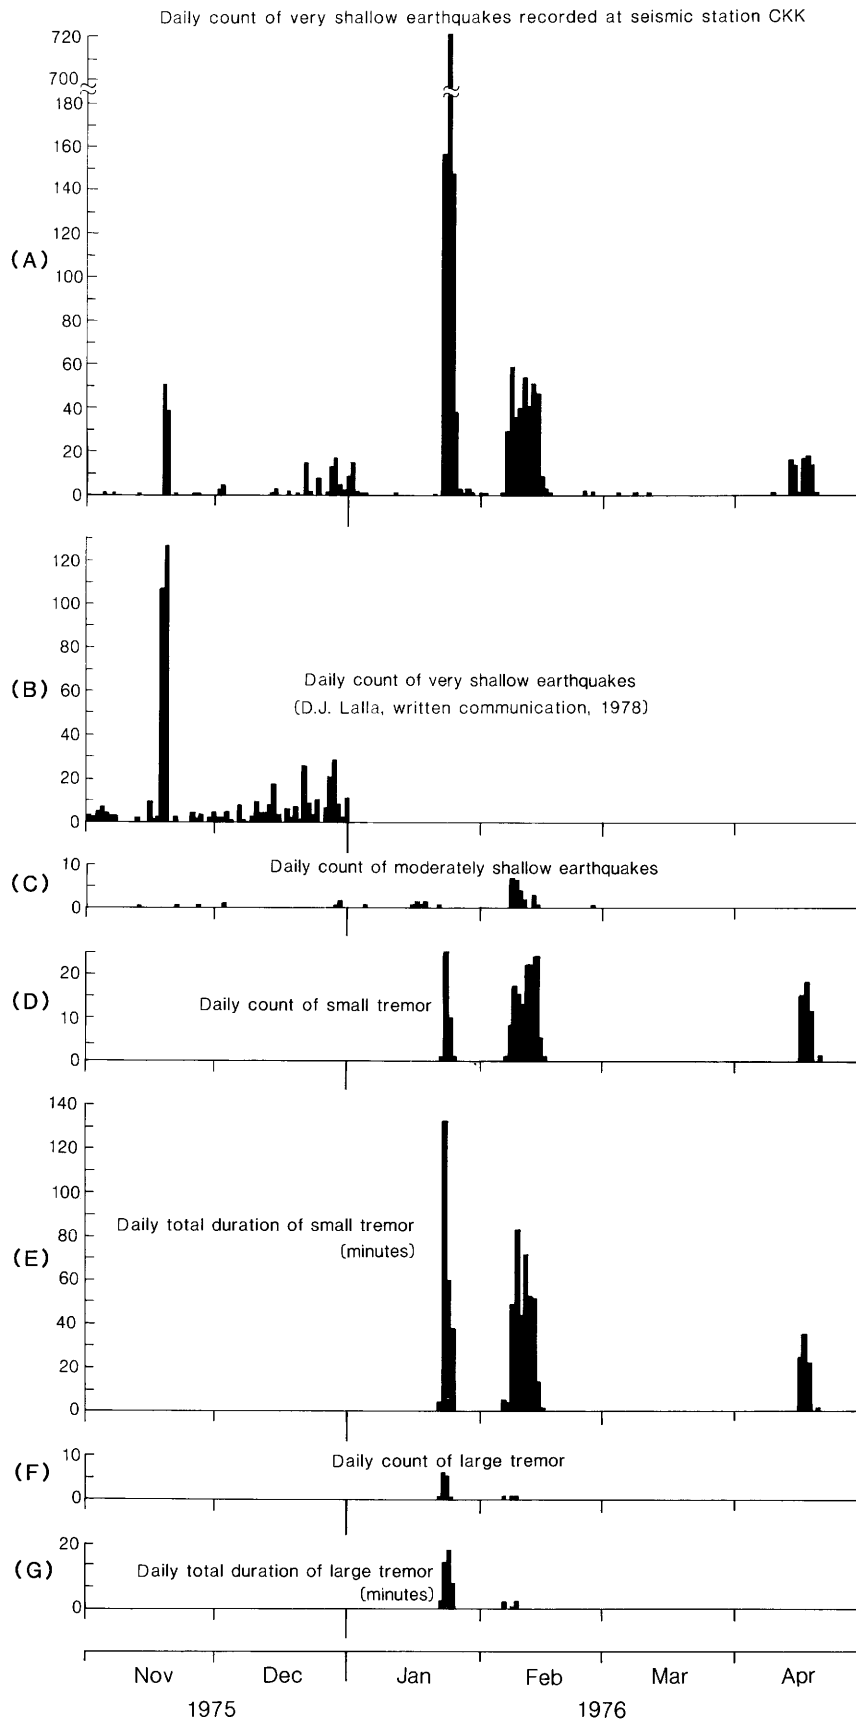 Daily count of very shallow earthquakes recorded at seismic station CKK
720
700
180
160
140
120
(A)
100
80
60
40
20
0
120
100
80
(B)
Daily count of very shallow earthquakes
60
(D.J. Lalla, written communication, 1978)
40
20
0
10
Daily count of moderately shallow earthquakes
(C)
0
20
(D)
Daily count of small tremor
10
0
140
120
100
Daily total duration of small tremor
80
(minutes)
(E)
60
40
20
0
10
Daily count of large tremor
(F)
0
20
(G)
Daily total duration of large tremor
(minutes)
0
Nov Dec Jan Feb Mar Apr
1975 1976